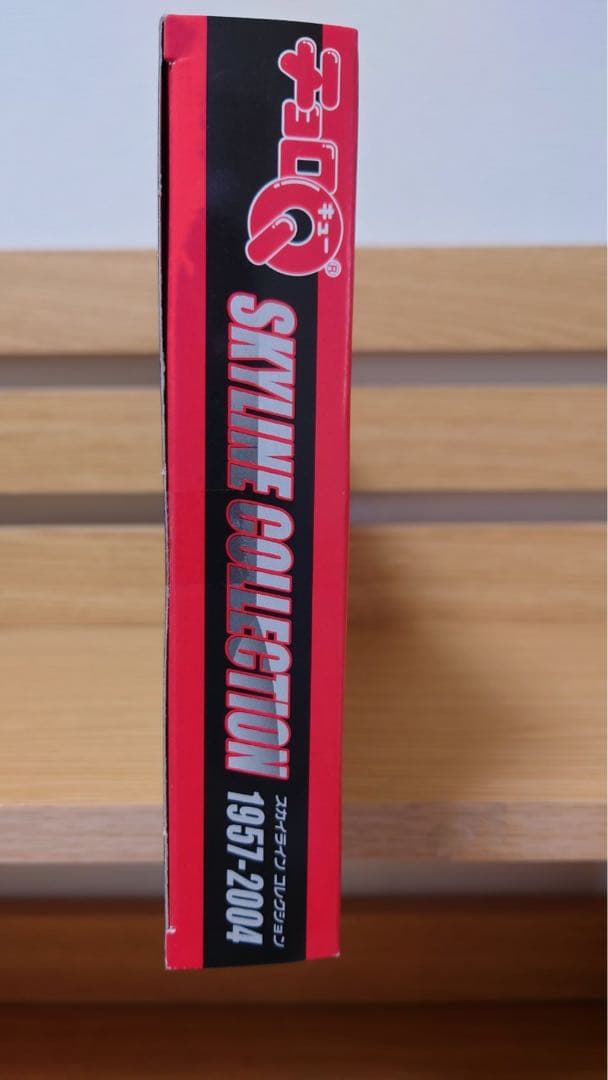 チョロQ
キュー
®
SKYLINE COLLECTION
スカイライン コレクション
1957-2004